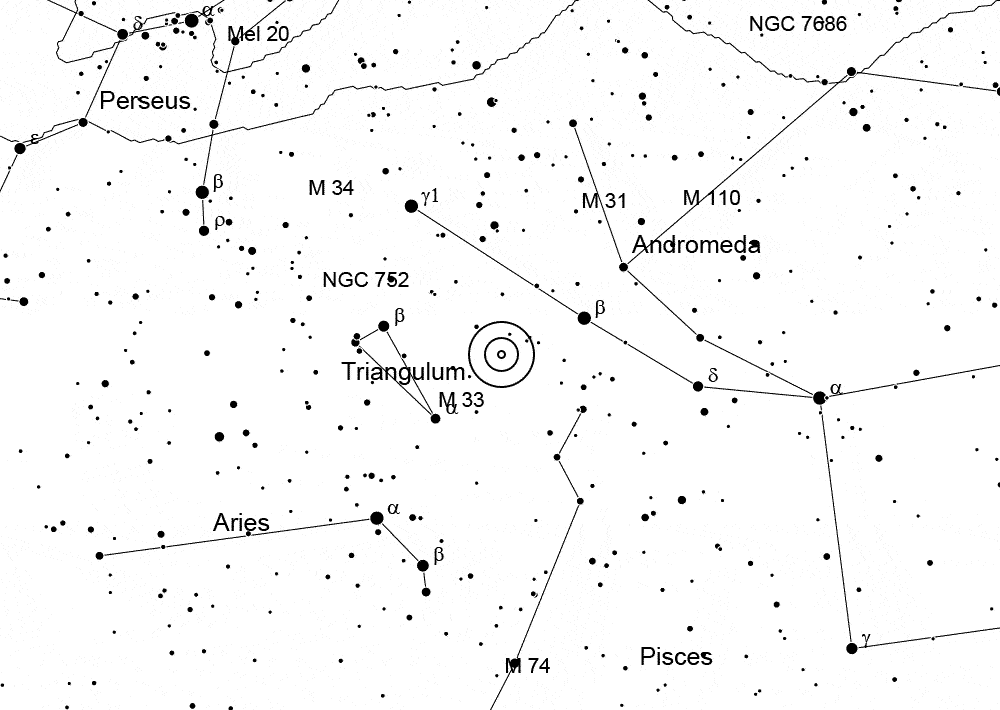 α
δ
NGC 7686
Mel 20
Perseus
ε
β
M 34
γ1
M 31
M 110
ρ
Andromeda
NGC 752
β
β
Triangulum
δ
α
M 33
α
α
Aries
β
γ
Pisces
M 74